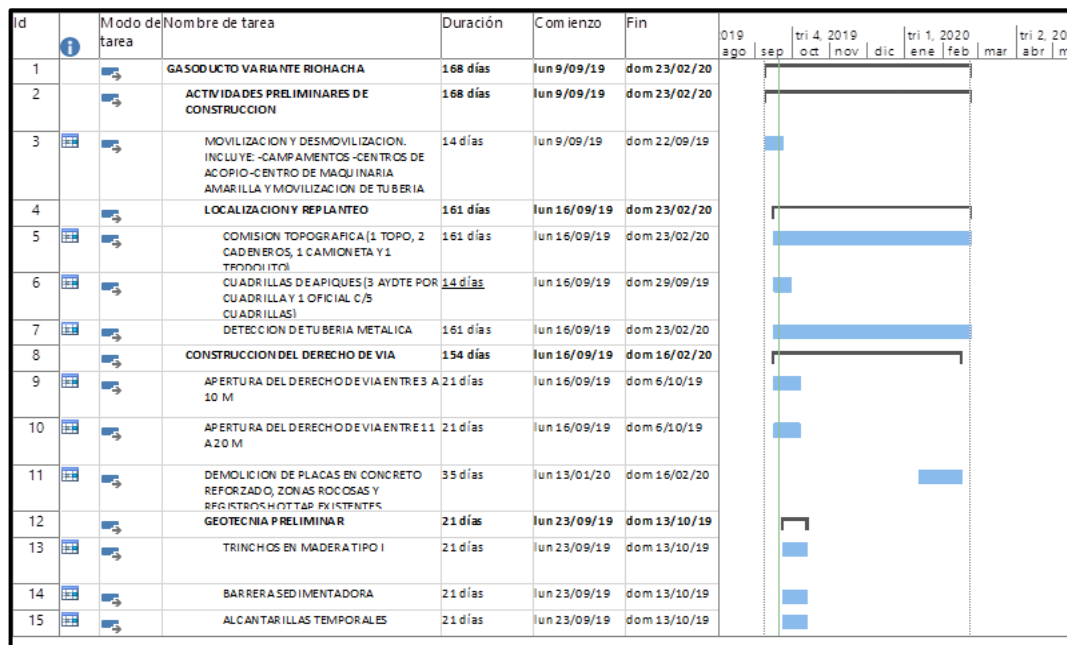 Id Modo de Nombre de tarea Duración Comienzo Fin
tarea
019 tri 4, 2019 tri 1, 2020 tri 2, 20
ago sep oct nov dic ene feb mar abr m
1 GASODUCTO VARIANTE RIOHACHA 168 días lun 9/09/19 dom 23/02/20
2 ACTIVIDADES PRELIMINARES DE 168 días lun 9/09/19 dom 23/02/20
CONSTRUCCION
3 MOVILIZACION Y DESMOVILIZACION. 14 días lun 9/09/19 dom 22/09/19
INCLUYE: -CAMPAMENTOS -CENTROS DE
ACOPIO -CENTRO DE MAQUINARIA
AMARILLA Y MOVILIZACION DE TUBERIA
4 LOCALIZACION Y REPLANTEO 161 días lun 16/09/19 dom 23/02/20
5 COMISION TOPOGRAFICA (1 TOPO, 2 161 días lun 16/09/19 dom 23/02/20
CADENEROS, 1 CAMIONETA Y 1
TEODOLITO)
6 CUADRILLAS DE APIQUES (3 AYDTE POR 14 días lun 16/09/19 dom 29/09/19
CUADRILLA Y 1 OFICIAL C/5
CUADRILLAS)
7 DETECCION DE TUBERIA METALICA 161 días lun 16/09/19 dom 23/02/20
8 CONSTRUCCION DEL DERECHO DE VIA 154 días lun 16/09/19 dom 16/02/20
9 APERTURA DEL DERECHO DE VIA ENTRE 3 A 21 días lun 16/09/19 dom 6/10/19
10 M
10 APERTURA DEL DERECHO DE VIA ENTRE 11 21 días lun 16/09/19 dom 6/10/19
A 20 M
11 DEMOLICION DE PLACAS EN CONCRETO 35 días lun 13/01/20 dom 16/02/20
REFORZADO, ZONAS ROCOSAS Y
REGISTROS HOT TAP EXISTENTES
12 GEOTECNIA PRELIMINAR 21 días lun 23/09/19 dom 13/10/19
13 TRINCHOS EN MADERA TIPO I 21 días lun 23/09/19 dom 13/10/19
14 BARRERA SEDIMENTADORA 21 días lun 23/09/19 dom 13/10/19
15 ALCANTARILLAS TEMPORALES 21 días lun 23/09/19 dom 13/10/19